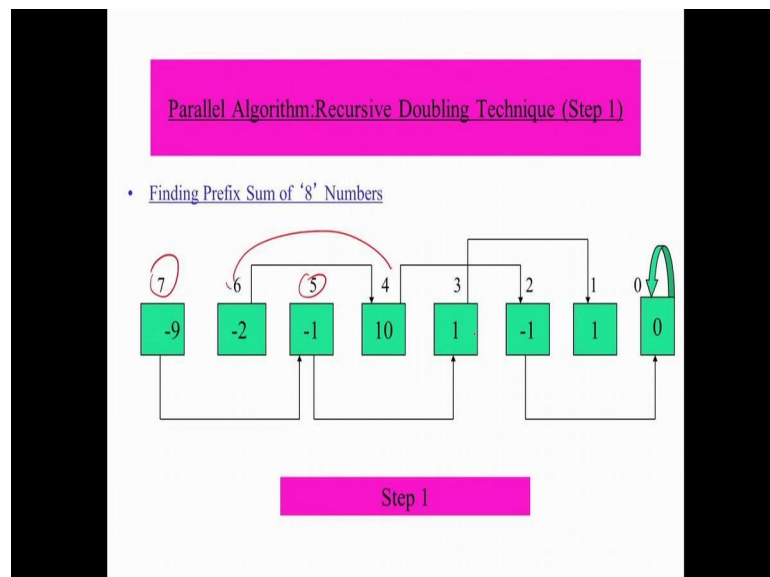 Parallel Algorithm:Recursive Doubling Technique (Step 1)
• Finding Prefix Sum of ‘8’ Numbers
7 6 5 4 3 2 1 0
-9 -2 -1 10 1 -1 1 0
Step 1